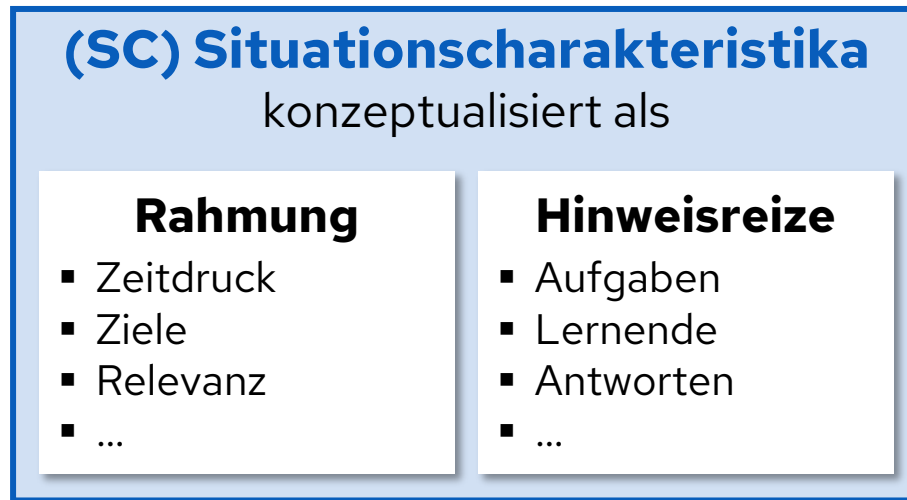 (SC) Situationscharakteristika
konzeptualisiert als
Rahmung
▪ Zeitdruck
▪ Ziele
▪ Relevanz
▪ ...
Hinweisreize
▪ Aufgaben
▪ Lernende
▪ Antworten
▪ ...